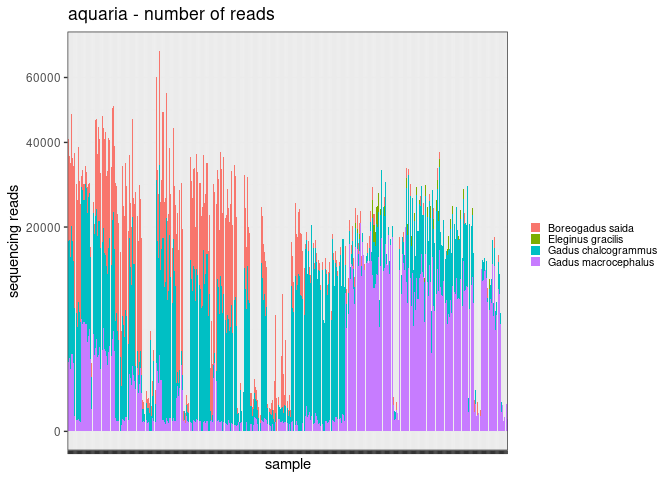 aquaria - number of reads
sequencing reads
60000
40000
20000
0
sample
Boreogadus saida
Eleginus gracilis
Gadus chalcogrammus
Gadus macrocephalus